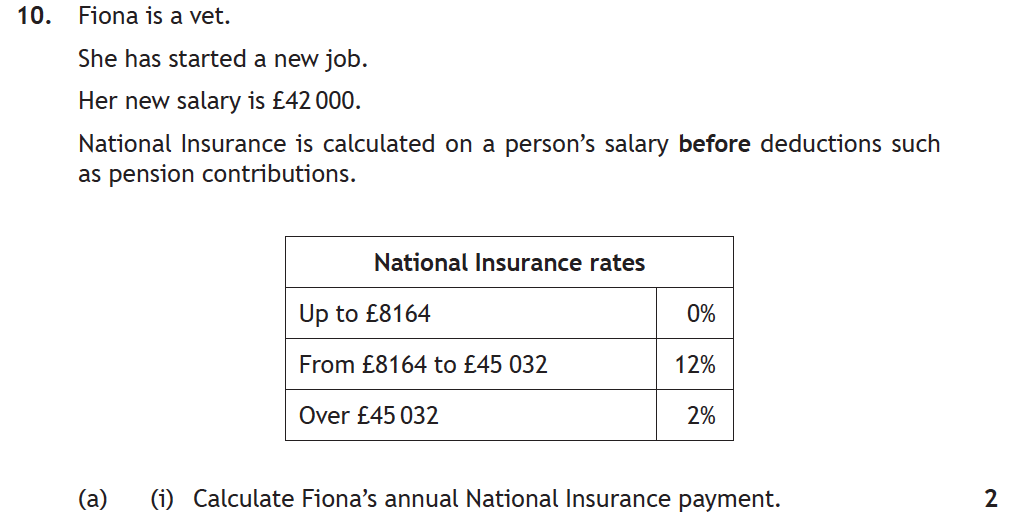 10. Fiona is a vet.
She has started a new job.
Her new salary is £42 000.
National Insurance is calculated on a person’s salary before deductions such
as pension contributions.
National Insurance rates
Up to £8164 0%
From £8164 to £45 032 12%
Over £45 032 2%
(a) (i) Calculate Fiona’s annual National Insurance payment. 2